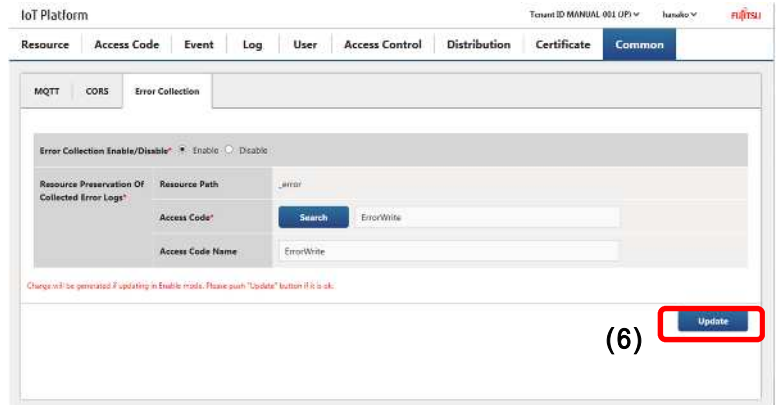 IoT Platform Tenant ID MANUAL-001 (JP) hanako FUJITSU
Resource Access Code Event Log User Access Control Distribution Certificate Common
MQTT CORS Error Collection
Error Collection Enable/Disable* Enable Disable
Resource Preservation Of Resource Path _error
Collected Error Logs*
Access Code* Search ErrorWrite
Access Code Name ErrorWrite
Change will be generated if updating in Enable mode. Please push "Update" button if it is ok.
Update
(6)